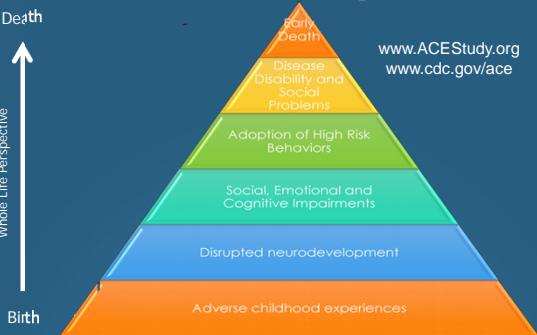 Death
Early
Death
www.ACEStudy.org
www.cdc.gov/ace
Disease
Disability and
Social
Problems
Adoption of High Risk
Behaviors
Whole Life Perspective
Social, Emotional and
Cognitive Impairments
Disrupted neurodevelopment
Adverse childhood experiences
Birth